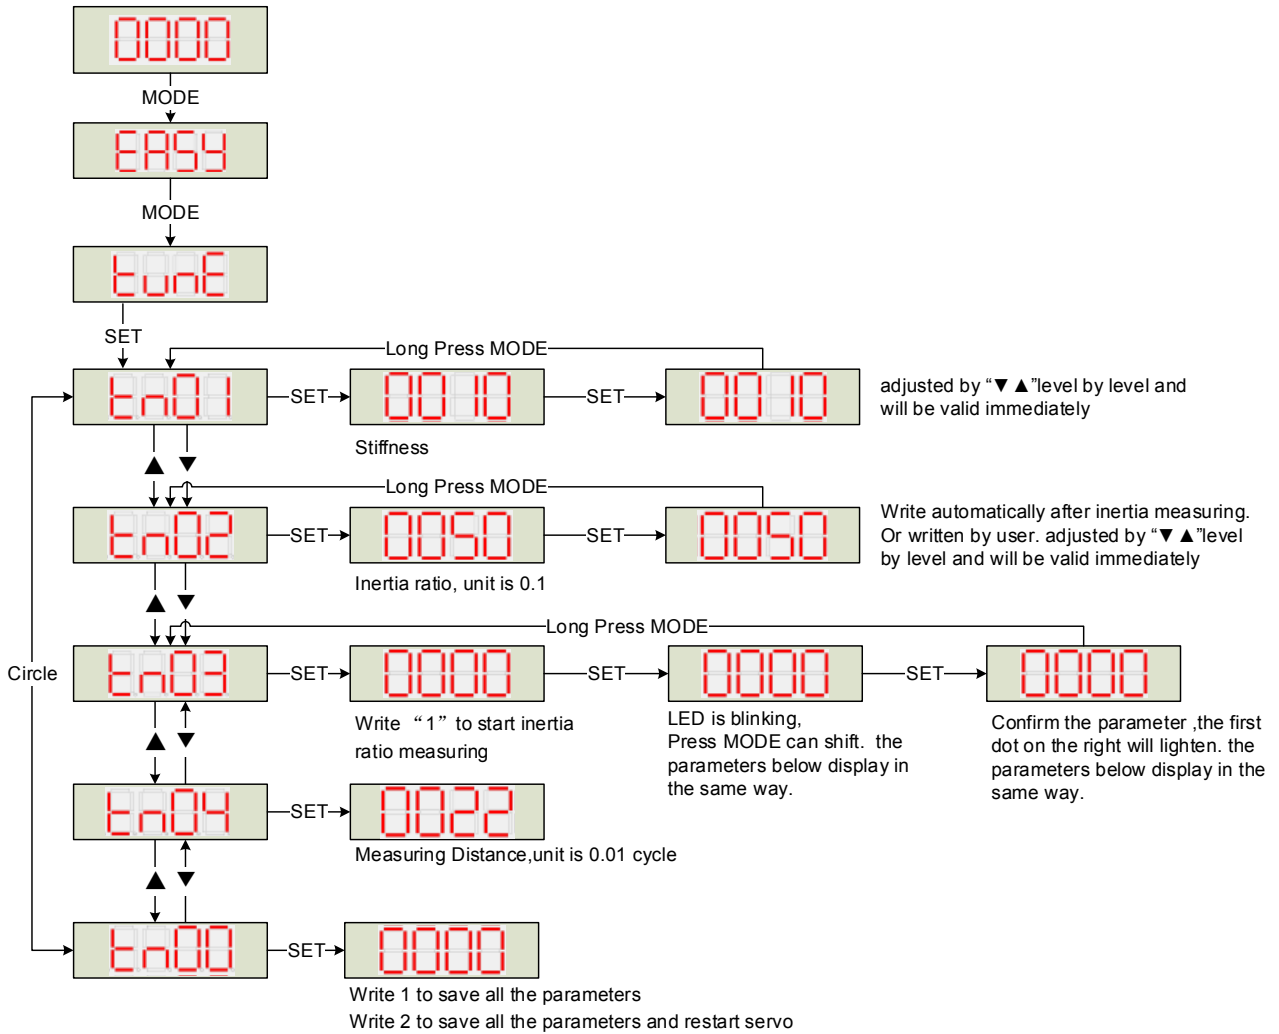 0000
MODE
EASY
MODE
tunE
SET
Long Press MODE
tn01
SET
0010
SET
0010
adjusted by “▼ ▲”level by level and
will be valid immediately
Stiffness
▲ ▼
Long Press MODE
tn02
SET
0050
SET
0050
Write automatically after inertia measuring.
Or written by user. adjusted by “▼ ▲”level
by level and will be valid immediately
Inertia ratio, unit is 0.1
▲ ▼
Long Press MODE
Circle
tn03
SET
0000
SET
0000
SET
0000
Write “1” to start inertia
ratio measuring
LED is blinking,
Press MODE can shift. the
parameters below display in
the same way.
Confirm the parameter ,the first
dot on the right will lighten. the
parameters below display in the
same way.
▲ ▼
tn04
SET
0022
Measuring Distance,unit is 0.01 cycle
▲ ▼
tn00
SET
0000
Write 1 to save all the parameters
Write 2 to save all the parameters and restart servo